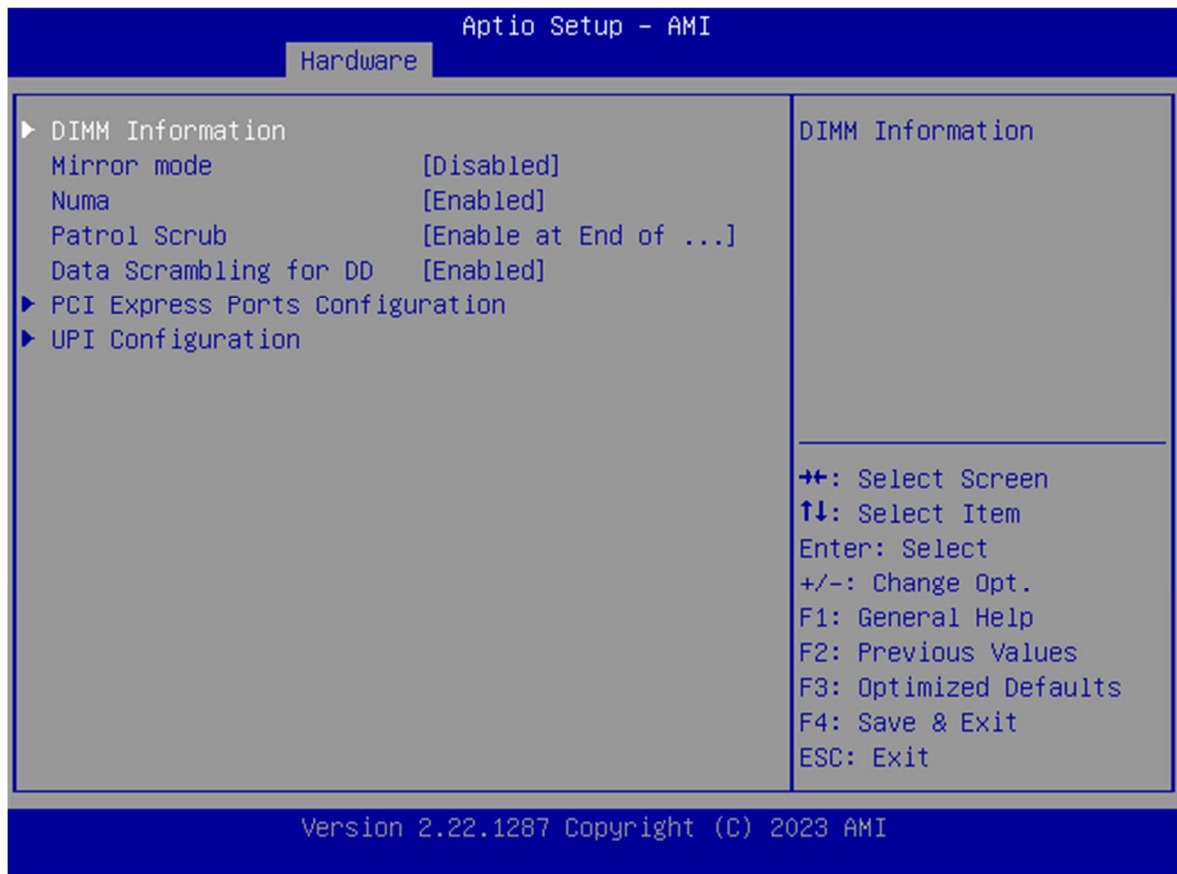 Aptio Setup – AMI
Hardware
▶ DIMM Information
Mirror mode [Disabled]
Numa [Enabled]
Patrol Scrub [Enable at End of ...]
Data Scrambling for DD [Enabled]
▶ PCI Express Ports Configuration
▶ UPI Configuration
DIMM Information
→←: Select Screen
↑↓: Select Item
Enter: Select
+/-: Change Opt.
F1: General Help
F2: Previous Values
F3: Optimized Defaults
F4: Save & Exit
ESC: Exit
Version 2.22.1287 Copyright (C) 2023 AMI